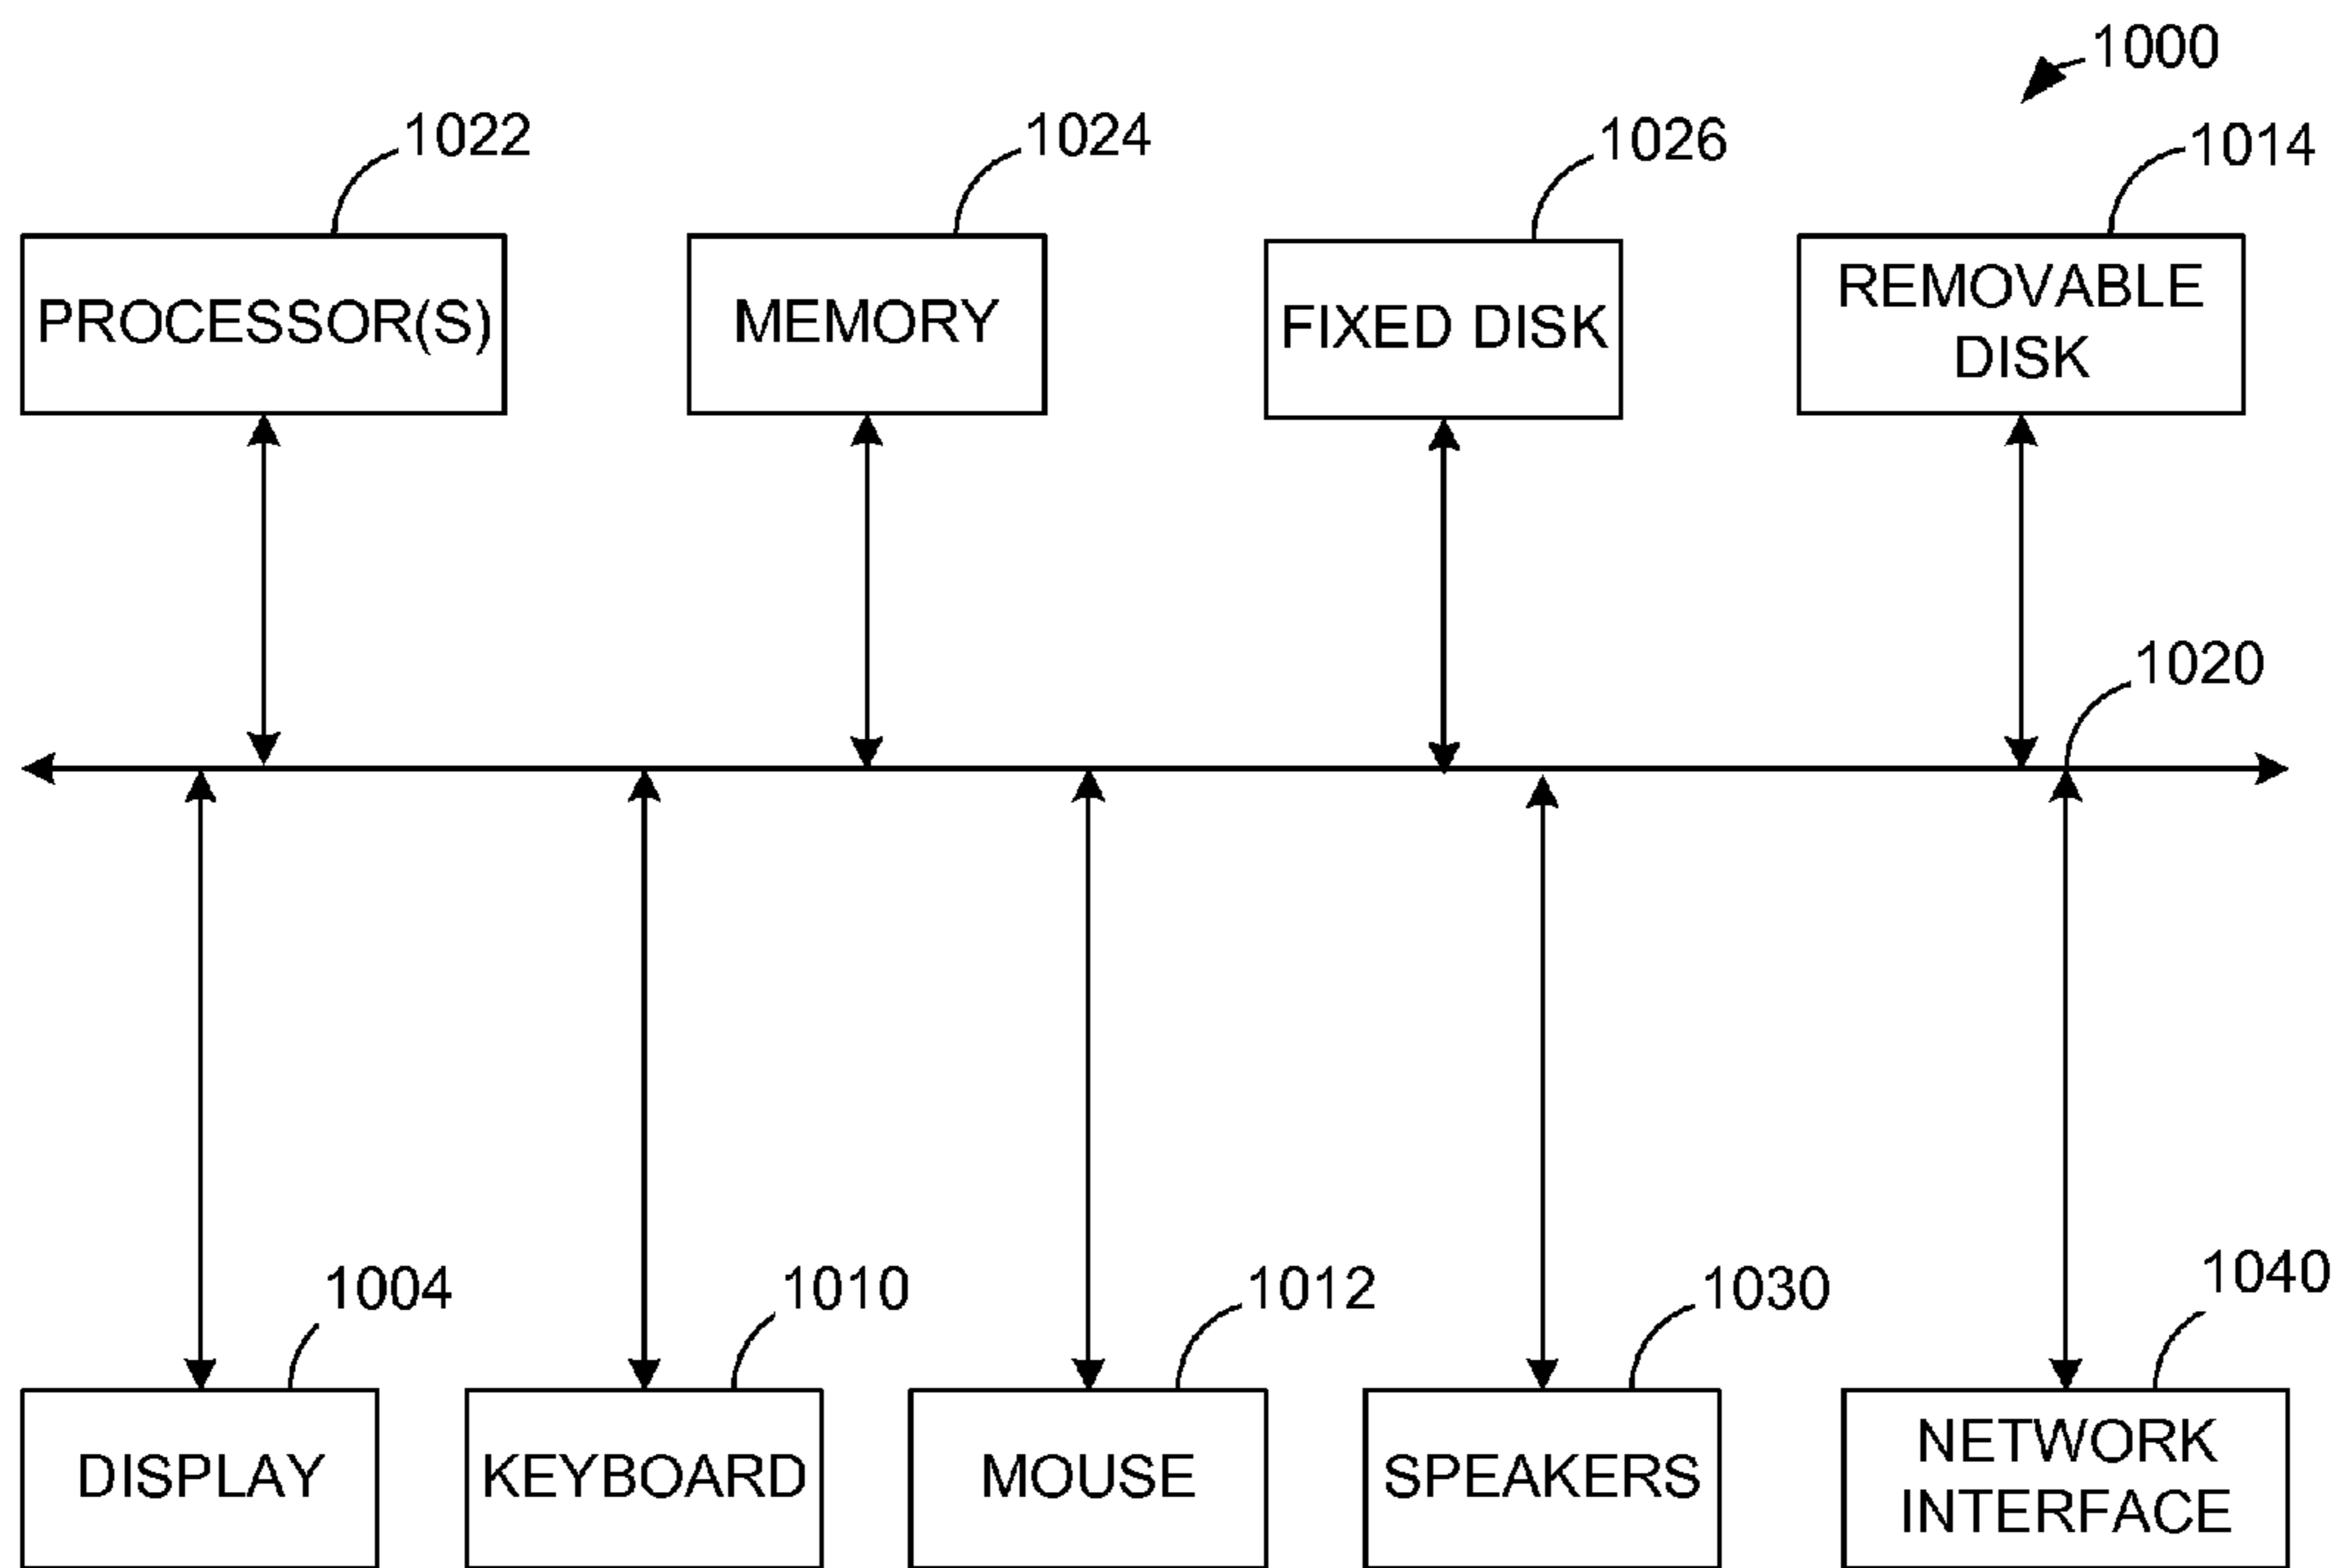 1000
1022
1024
1026
1014
PROCESSOR(S)
MEMORY
FIXED DISK
REMOVABLE
DISK
1020
1004
1010
1012
1030
1040
DISPLAY
KEYBOARD
MOUSE
SPEAKERS
NETWORK
INTERFACE